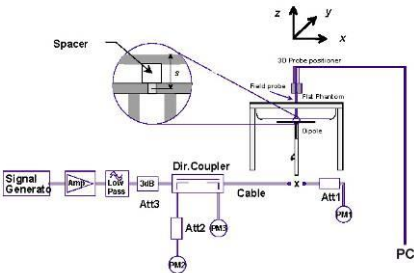 z
y
x
Spacer
s
3D Probe positioner
Field probe
Flat Phantom
Dipole
Signal
Generato
Amp
Low
Pass
3dB
Att3
Dir.Coupler
Cable
x
Att1
PM1
Att2
PM3
PM2
PC